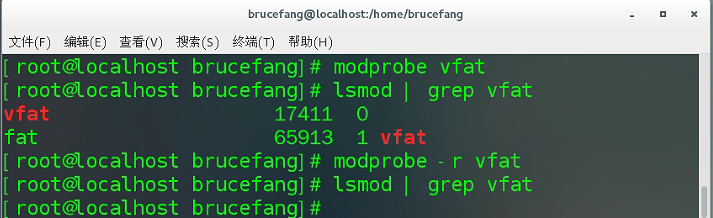 brucefang@localhost:/home/brucefang
文件(F) 编辑(E) 查看(V) 搜索(S) 终端(T) 帮助(H)
[root@localhost brucefang]# modprobe vfat
[root@localhost brucefang]# lsmod | grep vfat
vfat 17411 0
fat 65913 1 vfat
[root@localhost brucefang]# modprobe -r vfat
[root@localhost brucefang]# lsmod | grep vfat
[root@localhost brucefang]#